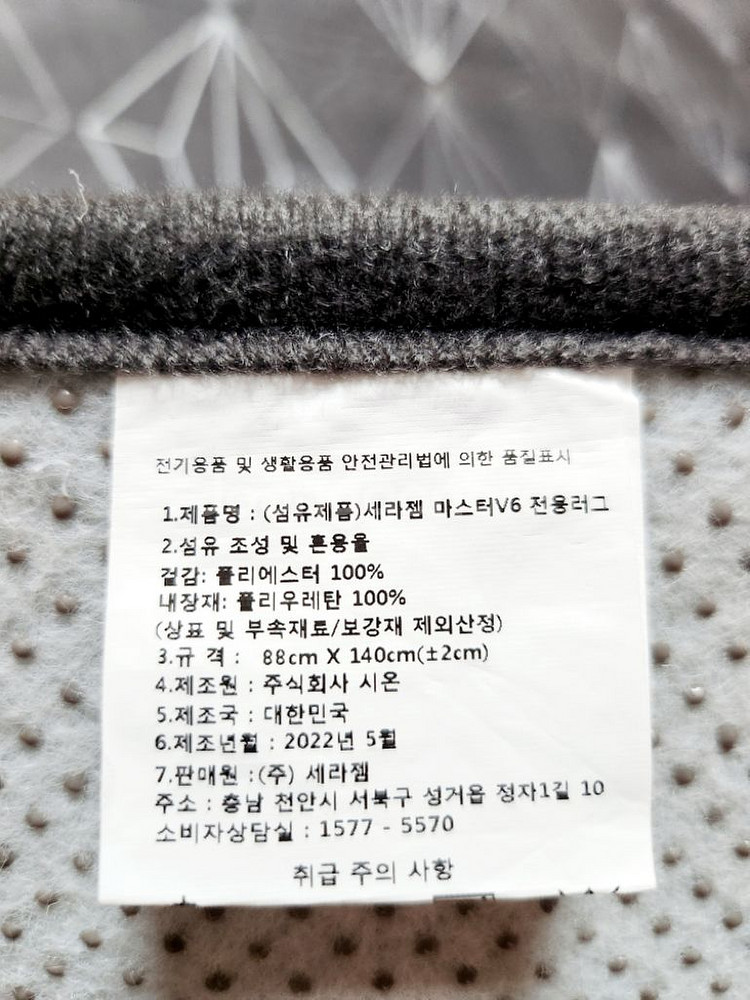 전기용품 및 생활용품 안전관리법에 의한 품질표시
1.제품명 : (섬유제품)세라젬 마스터V6 전용러그
2.섬유 조성 및 혼용율
겉감: 폴리에스터 100%
내장재: 폴리우레탄 100%
(상표 및 부속재료/보강재 제외산정)
3.규 격 : 88cm X 140cm(±2cm)
4.제조원 : 주식회사 시온
5.제조국 : 대한민국
6.제조년월 : 2022년 5월
7.판매원 :(주) 세라젬
주소 : 충남 천안시 서북구 성거읍 정자1길 10
소비자상담실 : 1577 - 5570
취급 주의 사항